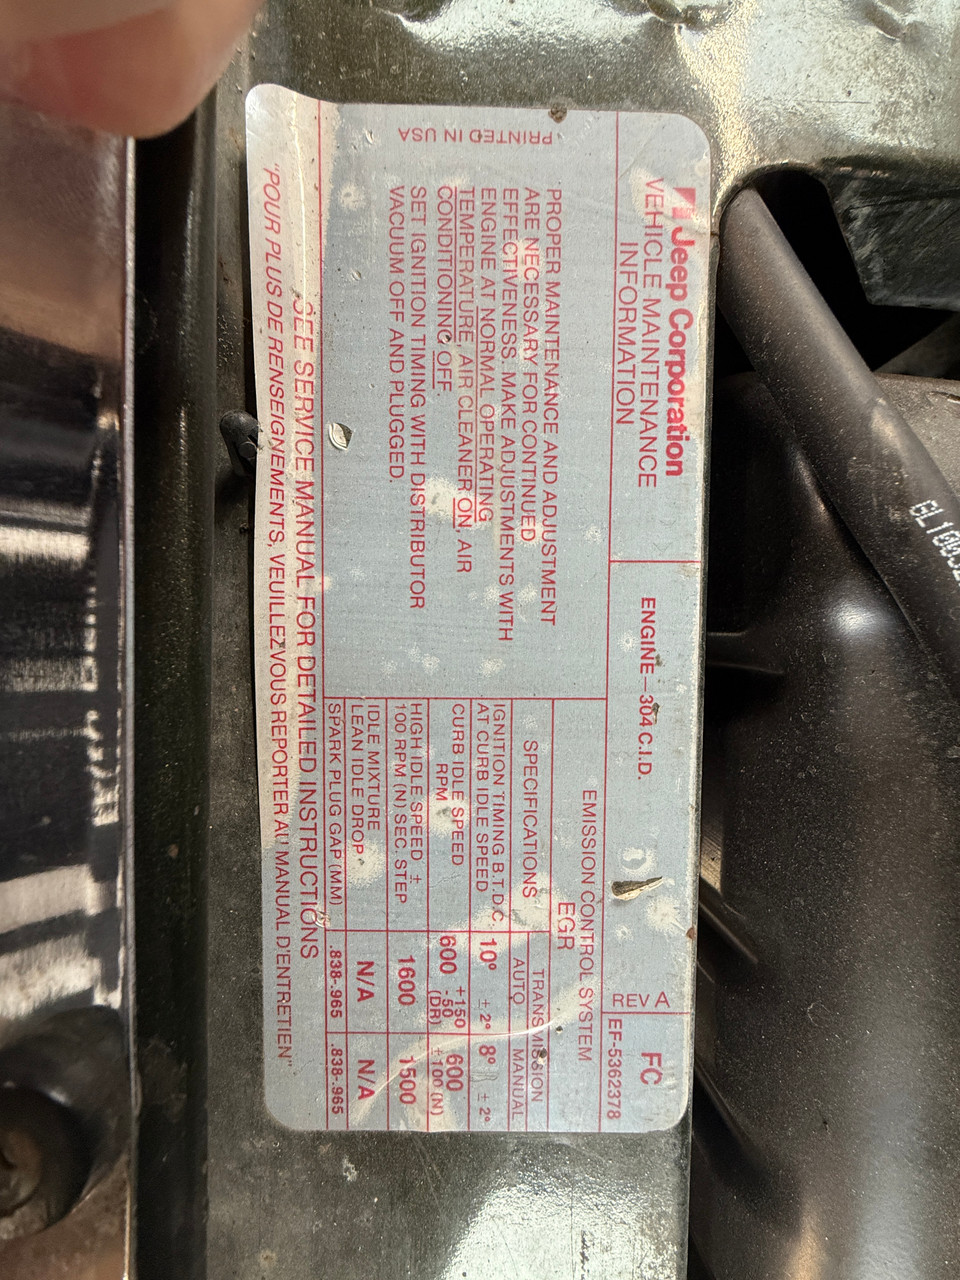 Jeep Corporation
VEHICLE MAINTENANCE
INFORMATION
ENGINE—304 C.I.D.
REV A
FC
EF-5362378
PRINTED IN USA
"PROPER MAINTENANCE AND ADJUSTMENT
ARE NECESSARY FOR CONTINUED
EFFECTIVENESS. MAKE ADJUSTMENTS WITH
ENGINE AT NORMAL OPERATING
TEMPERATURE, AIR CLEANER ON, AIR
CONDITIONING OFF.
SET IGNITION TIMING WITH DISTRIBUTOR
VACUUM OFF AND PLUGGED.
EMISSION CONTROL SYSTEM
EGR
SPECIFICATIONS
TRANSMISSION
AUTO MANUAL
IGNITION TIMING B.T.D.C.
AT CURB IDLE SPEED
10° ± 2° 8° ± 2°
CURB IDLE SPEED
RPM
600 +150 -50 (DR) 600 ±100 (N)
HIGH IDLE SPEED ±
100 RPM (N) SEC. STEP
1600 1500
IDLE MIXTURE
"LEAN IDLE DROP"
N/A N/A
SPARK PLUG GAP (MM) .838-.965 .838-.965
SEE SERVICE MANUAL FOR DETAILED INSTRUCTIONS
"POUR PLUS DE RENSEIGNEMENTS, VEUILLEZ VOUS REPORTER AU MANUAL D'ENTRETIEN"